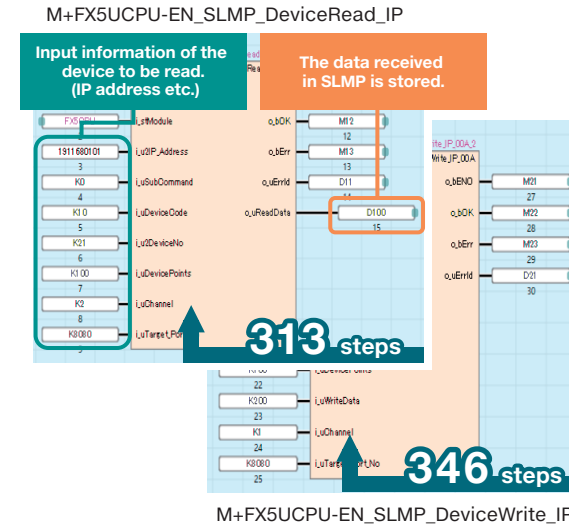 M+FX5UCPU-EN_SLMP_DeviceRead_IP
Input information of the
device to be read.
(IP address etc.)
The data received
in SLMP is stored.
FX5CPU
i_stModule
o_bOK
M12
12
1911680101
i_u2IP_Address
o_bErr
M13
3
13
K0
i_uSubCommand
o_uErrId
D11
4
K10
i_uDeviceCode
o_uReadData
D100
5
15
K21
i_u2DeviceNo
6
K100
i_uDevicePoints
7
K2
i_uChannel
8
K8080
313 steps
o_bENO
M21
27
o_bOK
M22
28
o_bErr
M23
29
o_uErrId
D21
30
22
K200
i_uWriteData
23
K1
i_uChannel
24
K8080
25
346 steps
M+FX5UCPU-EN_SLMP_DeviceWrite_IP